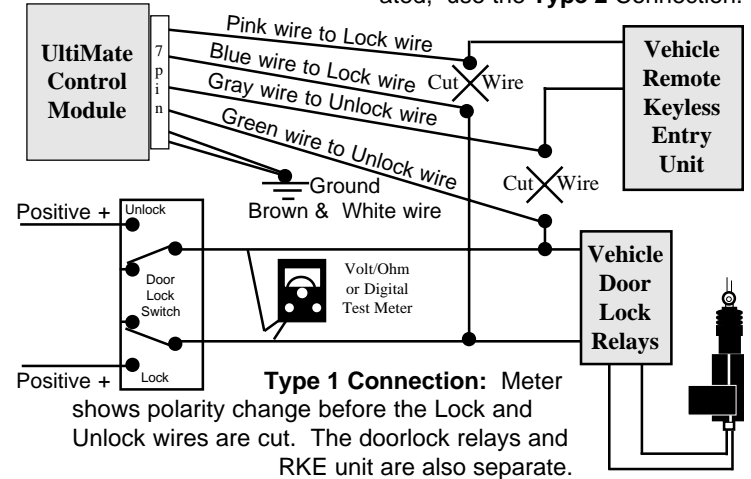 ated, use the Type 2 Connection.
Pink wire to Lock wire
Blue wire to Lock wire
Gray wire to Unlock wire
Green wire to Unlock wire
UltiMate
Control
Module
7
p
i
n
Cut Wire
Vehicle
Remote
Keyless
Entry
Unit
Cut Wire
Ground
Brown & White wire
Positive +
Unlock
Door
Lock
Switch
Lock
Positive +
Volt/Ohm
or Digital
Test Meter
Vehicle
Door
Lock
Relays
Type 1 Connection: Meter
shows polarity change before the Lock and
Unlock wires are cut. The doorlock relays and
RKE unit are also separate.